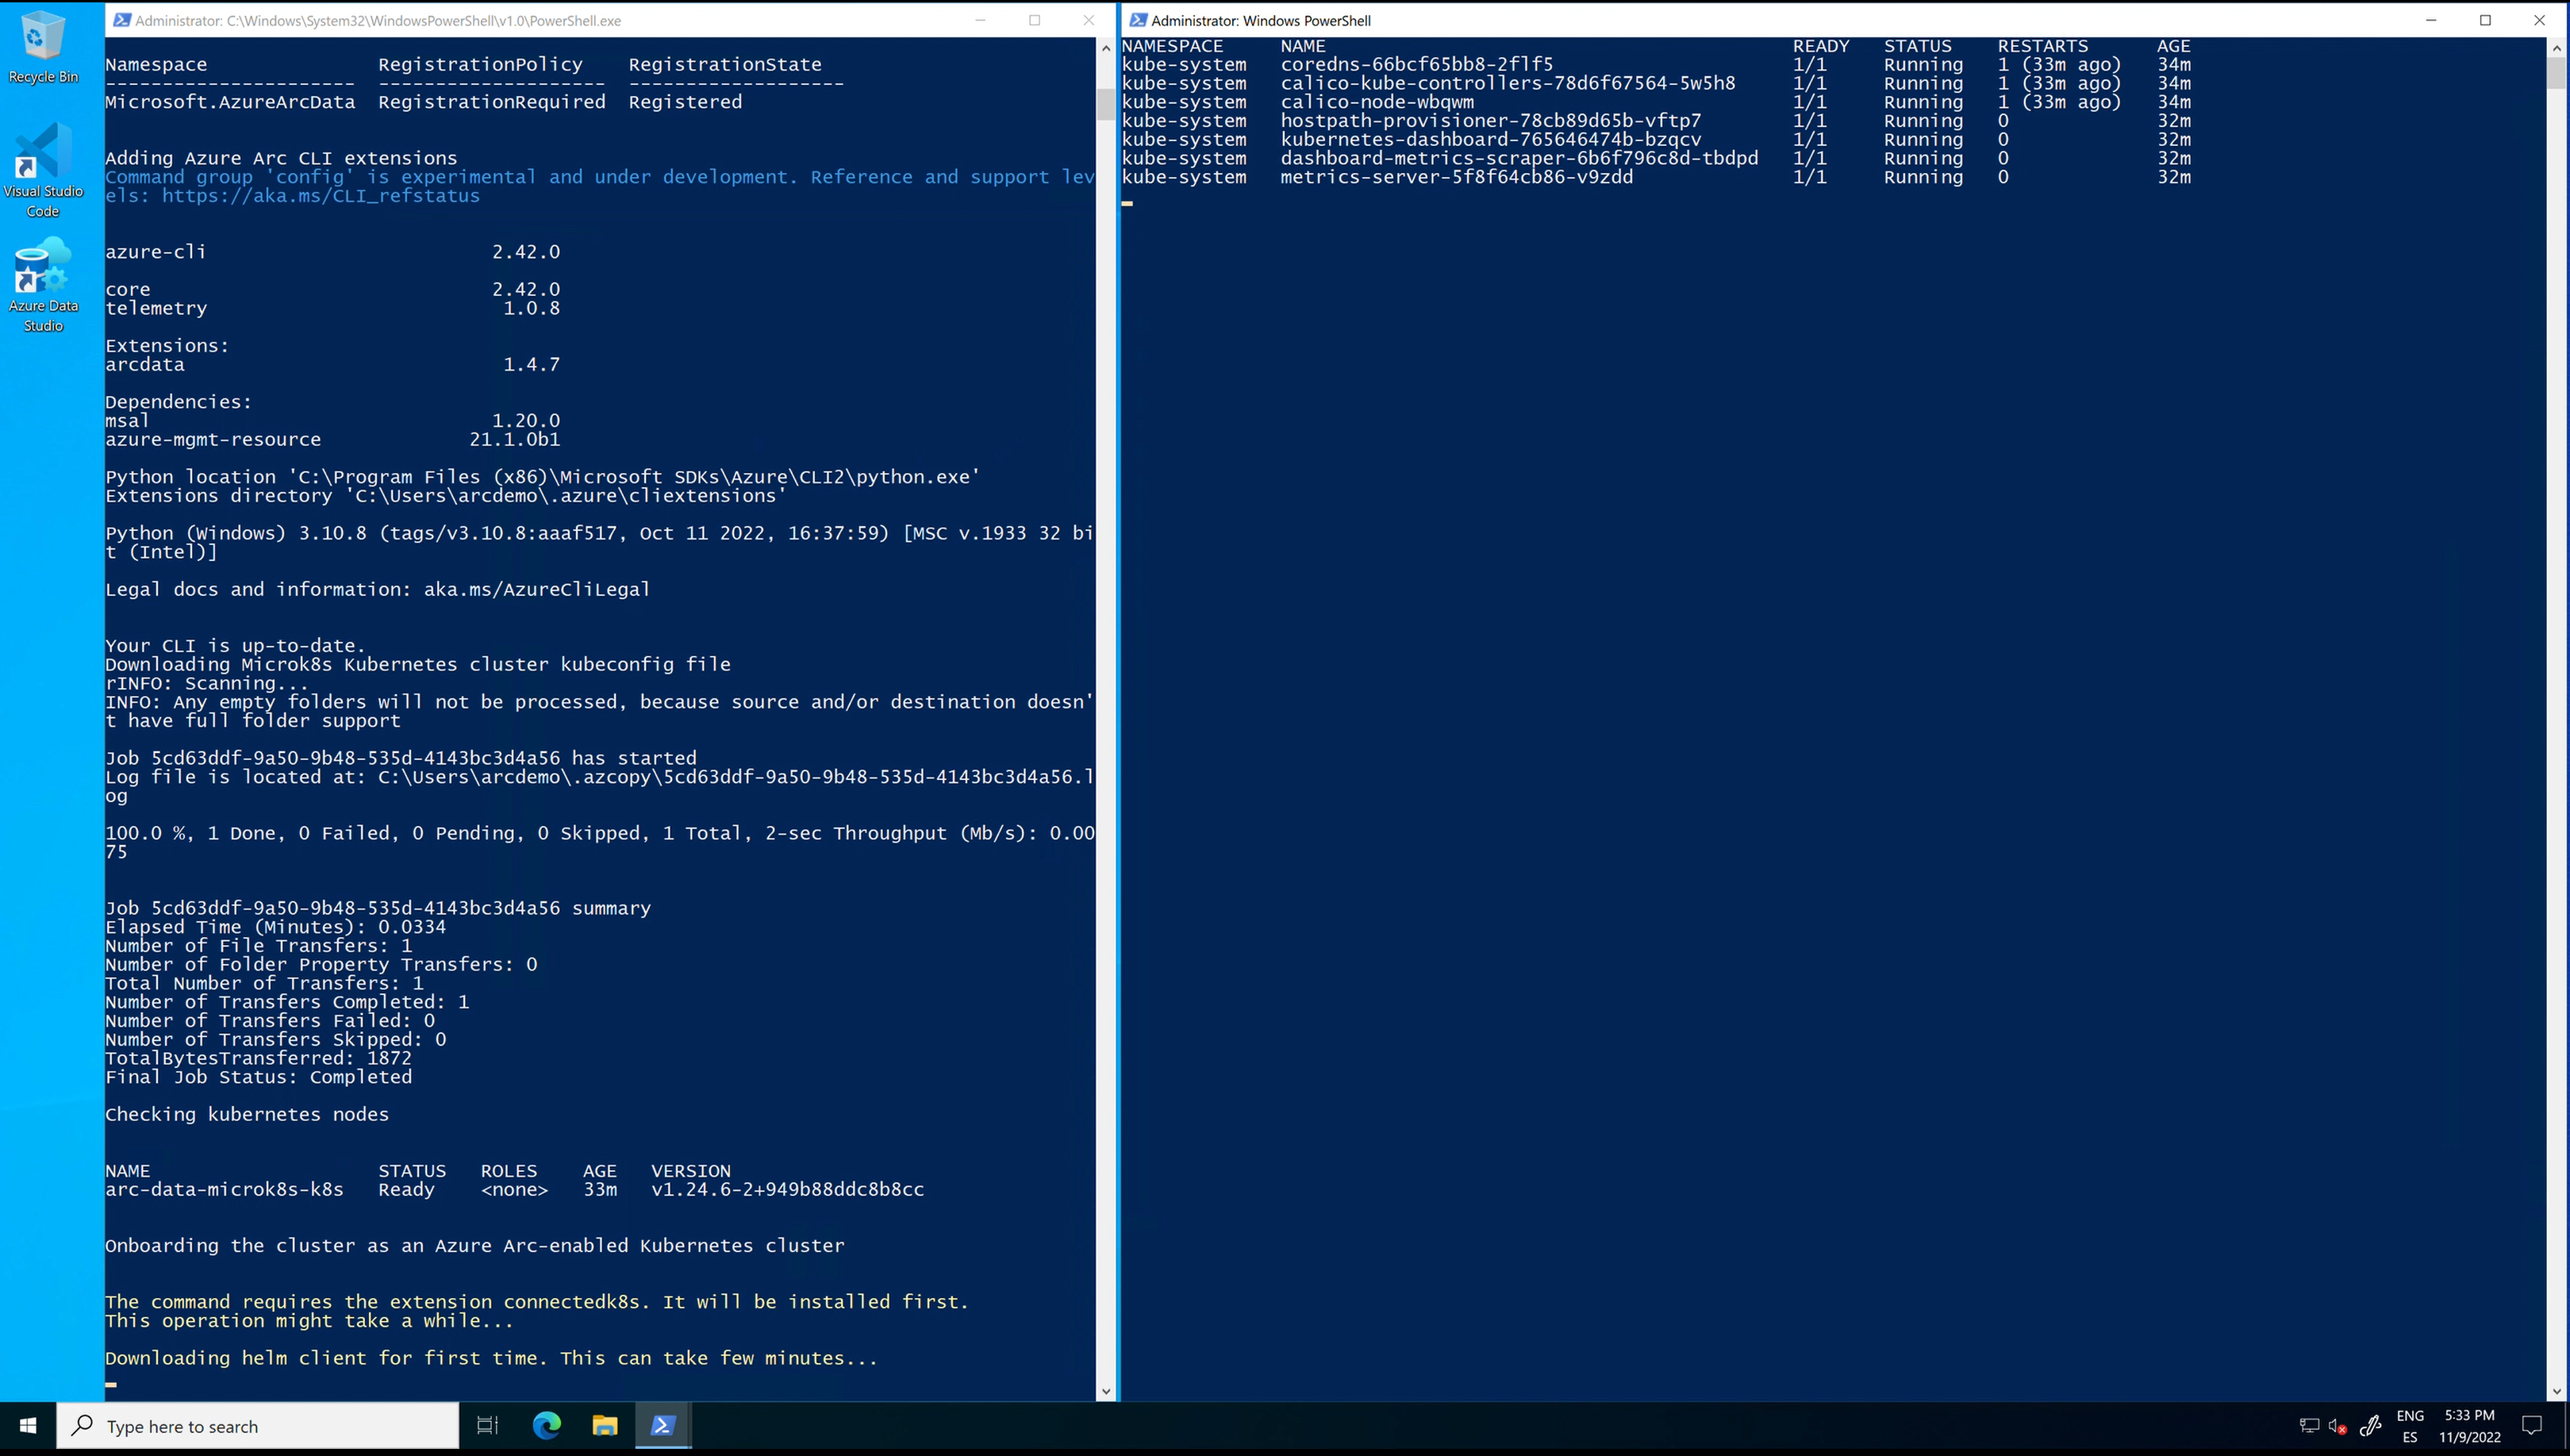 Recycle Bin
Visual Studio
Code
Azure Data
Studio
Administrator: C:\Windows\System32\WindowsPowerShell\v1.0\PowerShell.exe
Namespace RegistrationPolicy RegistrationState
---------------------- -------------------- -------------------
Microsoft.AzureArcData RegistrationRequired Registered
Adding Azure Arc CLI extensions
Command group 'config' is experimental and under development. Reference and support lev
els: https://aka.ms/CLI_refstatus
azure-cli 2.42.0
core 2.42.0
telemetry 1.0.8
Extensions:
arcdata 1.4.7
Dependencies:
msal 1.20.0
azure-mgmt-resource 21.1.0b1
Python location 'C:\Program Files (x86)\Microsoft SDKs\Azure\CLI2\python.exe'
Extensions directory 'C:\Users\arcdemo\.azure\cliextensions'
Python (Windows) 3.10.8 (tags/v3.10.8:aaaf517, Oct 11 2022, 16:37:59) [MSC v.1933 32 bi
t (Intel)]
Legal docs and information: aka.ms/AzureCliLegal
Your CLI is up-to-date.
Downloading Microk8s Kubernetes cluster kubeconfig file
rINFO: Scanning...
INFO: Any empty folders will not be processed, because source and/or destination doesn'
t have full folder support
Job 5cd63ddf-9a50-9b48-535d-4143bc3d4a56 has started
Log file is located at: C:\Users\arcdemo\.azcopy\5cd63ddf-9a50-9b48-535d-4143bc3d4a56.l
og
100.0 %, 1 Done, 0 Failed, 0 Pending, 0 Skipped, 1 Total, 2-sec Throughput (Mb/s): 0.00
75
Job 5cd63ddf-9a50-9b48-535d-4143bc3d4a56 summary
Elapsed Time (Minutes): 0.0334
Number of File Transfers: 1
Number of Folder Property Transfers: 0
Total Number of Transfers: 1
Number of Transfers Completed: 1
Number of Transfers Failed: 0
Number of Transfers Skipped: 0
TotalBytesTransferred: 1872
Final Job Status: Completed
Checking kubernetes nodes
NAME STATUS ROLES AGE VERSION
arc-data-microk8s-k8s Ready <none> 33m v1.24.6-2+949b88ddc8b8cc
Onboarding the cluster as an Azure Arc-enabled Kubernetes cluster
The command requires the extension connectedk8s. It will be installed first.
This operation might take a while...
Downloading helm client for first time. This can take few minutes...
Administrator: Windows PowerShell
NAMESPACE NAME READY STATUS RESTARTS AGE
kube-system coredns-66bcf65bb8-2flf5 1/1 Running 1 (33m ago) 34m
kube-system calico-kube-controllers-78d6f67564-5w5h8 1/1 Running 1 (33m ago) 34m
kube-system calico-node-wbqwm 1/1 Running 1 (33m ago) 34m
kube-system hostpath-provisioner-78cb89d65b-vftp7 1/1 Running 0 32m
kube-system kubernetes-dashboard-765646474b-bzqcv 1/1 Running 0 32m
kube-system dashboard-metrics-scraper-6b6f796c8d-tbdpd 1/1 Running 0 32m
kube-system metrics-server-5f8f64cb86-v9zdd 1/1 Running 0 32m
Type here to search
ENG
ES
5:33 PM
11/9/2022